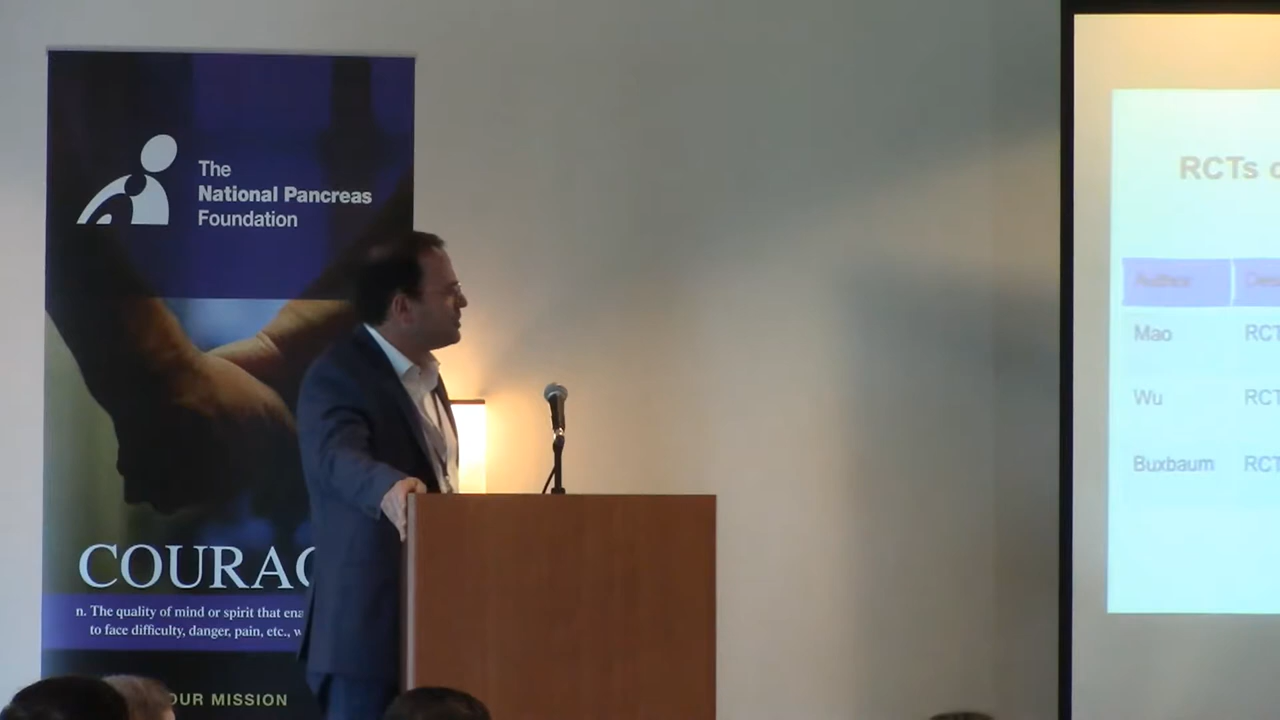 The
National Pancreas
Foundation
COURAG
n. The quality of mind or spirit that ena
to face difficulty, danger, pain, etc., w
OUR MISSION
RCTs
Author
Mao RCT
Wu RCT
Buxbaum RCT